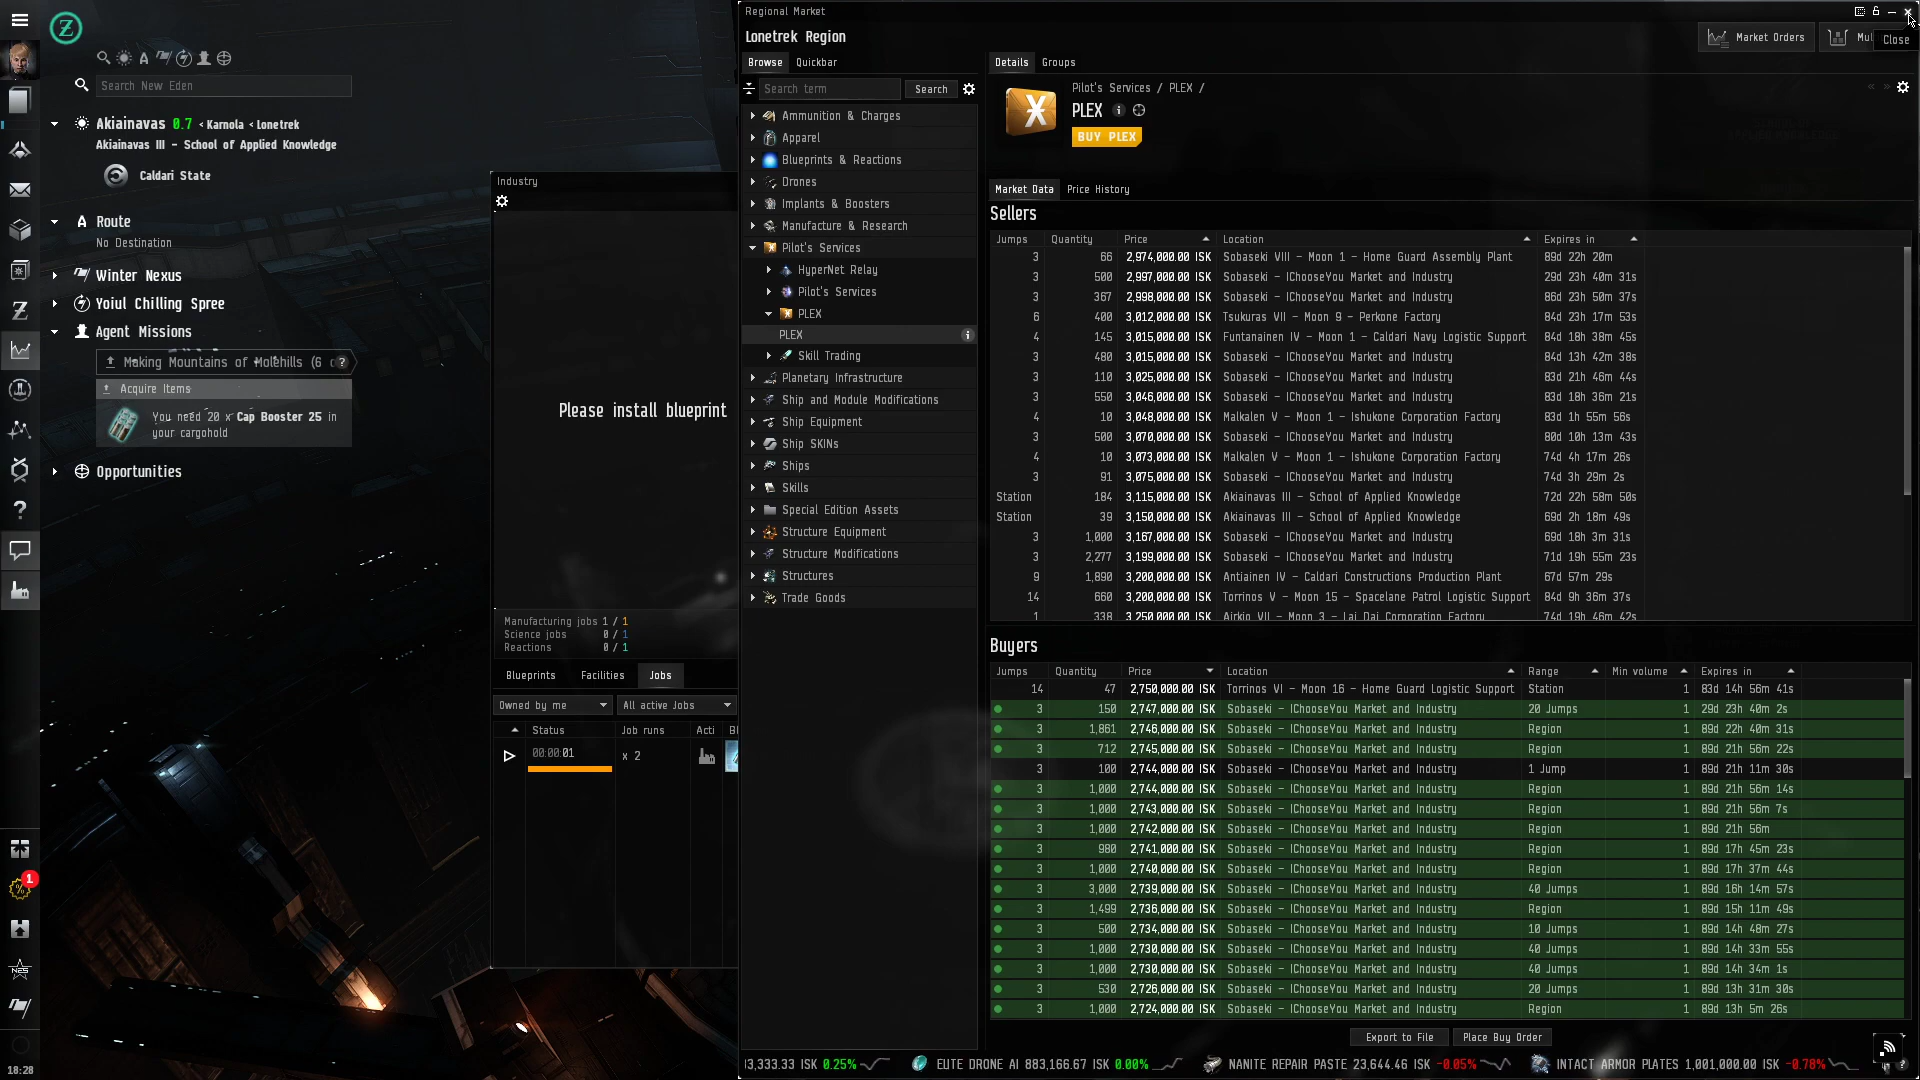 Search New Eden
Akiainavas 0.7 < Karnola < Lonetrek
Akiainavas III - School of Applied Knowledge
Caldari State
Route
No Destination
Winter Nexus
Yoiul Chilling Spree
Agent Missions
Making Mountains of Molehills (6
?
Acquire Items
You need 20 x Cap Booster 25 in
your cargohold
Opportunities
1
18:28
Industry
Please install blueprint
Manufacturing jobs 1 / 1
Science jobs 0 / 1
Reactions 0 / 1
Blueprints Facilities Jobs
Owned by me All active Jobs
Status Job runs Acti Bl
00:00:01 x 2
Regional Market
Lonetrek Region
Market Orders
Mul
Close
Browse Quickbar
Search term Search
Ammunition & Charges
Apparel
Blueprints & Reactions
Drones
Implants & Boosters
Manufacture & Research
Pilot's Services
HyperNet Relay
Pilot's Services
PLEX
PLEX
Skill Trading
Planetary Infrastructure
Ship and Module Modifications
Ship Equipment
Ship SKINs
Ships
Skills
Special Edition Assets
Structure Equipment
Structure Modifications
Structures
Trade Goods
Details Groups
Pilot's Services / PLEX /
PLEX
BUY PLEX
Market Data Price History
Sellers
Jumps Quantity Price Location Expires in
3 66 2,974,000.00 ISK Sobaseki VIII - Moon 1 - Home Guard Assembly Plant 89d 22h 20m
3 500 2,997,000.00 ISK Sobaseki - IChooseYou Market and Industry 29d 23h 40m 31s
3 367 2,998,000.00 ISK Sobaseki - IChooseYou Market and Industry 86d 23h 50m 37s
6 400 3,012,000.00 ISK Tsukuras VII - Moon 9 - Perkone Factory 84d 23h 17m 53s
4 145 3,015,000.00 ISK Funtanainen IV - Moon 1 - Caldari Navy Logistic Support 84d 18h 38m 45s
3 480 3,015,000.00 ISK Sobaseki - IChooseYou Market and Industry 84d 13h 42m 38s
3 110 3,025,000.00 ISK Sobaseki - IChooseYou Market and Industry 83d 21h 46m 44s
3 550 3,046,000.00 ISK Sobaseki - IChooseYou Market and Industry 83d 18h 36m 21s
4 10 3,048,000.00 ISK Malkalen V - Moon 1 - Ishukone Corporation Factory 83d 1h 55m 56s
3 500 3,070,000.00 ISK Sobaseki - IChooseYou Market and Industry 80d 10h 13m 43s
4 10 3,073,000.00 ISK Malkalen V - Moon 1 - Ishukone Corporation Factory 74d 4h 17m 26s
3 91 3,075,000.00 ISK Sobaseki - IChooseYou Market and Industry 74d 3h 29m 2s
Station 184 3,115,000.00 ISK Akiainavas III - School of Applied Knowledge 72d 22h 58m 50s
Station 39 3,150,000.00 ISK Akiainavas III - School of Applied Knowledge 69d 2h 18m 49s
3 1,000 3,167,000.00 ISK Sobaseki - IChooseYou Market and Industry 69d 18h 3m 31s
3 2,277 3,199,000.00 ISK Sobaseki - IChooseYou Market and Industry 71d 19h 55m 23s
9 1,890 3,200,000.00 ISK Antiainen IV - Caldari Constructions Production Plant 67d 57m 29s
14 660 3,200,000.00 ISK Torrinos V - Moon 15 - Spacelane Patrol Logistic Support 84d 9h 36m 37s
1 338 3,250,000.00 ISK Airkio VII - Moon 3 - Lai Dai Corporation Factory 74d 19h 46m 42s
Buyers
Jumps Quantity Price Location Range Min volume Expires in
14 47 2,750,000.00 ISK Torrinos VI - Moon 16 - Home Guard Logistic Support Station 1 83d 14h 56m 41s
3 150 2,747,000.00 ISK Sobaseki - IChooseYou Market and Industry 20 Jumps 1 29d 23h 40m 2s
3 1,861 2,746,000.00 ISK Sobaseki - IChooseYou Market and Industry Region 1 89d 22h 40m 31s
3 712 2,745,000.00 ISK Sobaseki - IChooseYou Market and Industry Region 1 89d 21h 56m 22s
3 100 2,744,000.00 ISK Sobaseki - IChooseYou Market and Industry 1 Jump 1 89d 21h 11m 30s
3 1,000 2,744,000.00 ISK Sobaseki - IChooseYou Market and Industry Region 1 89d 21h 56m 14s
3 1,000 2,743,000.00 ISK Sobaseki - IChooseYou Market and Industry Region 1 89d 21h 56m 7s
3 1,000 2,742,000.00 ISK Sobaseki - IChooseYou Market and Industry Region 1 89d 21h 56m
3 980 2,741,000.00 ISK Sobaseki - IChooseYou Market and Industry Region 1 89d 17h 45m 23s
3 1,000 2,740,000.00 ISK Sobaseki - IChooseYou Market and Industry Region 1 89d 17h 37m 44s
3 3,000 2,739,000.00 ISK Sobaseki - IChooseYou Market and Industry 40 Jumps 1 89d 16h 14m 57s
3 1,499 2,736,000.00 ISK Sobaseki - IChooseYou Market and Industry Region 1 89d 15h 11m 49s
3 500 2,734,000.00 ISK Sobaseki - IChooseYou Market and Industry 10 Jumps 1 89d 14h 48m 27s
3 1,000 2,730,000.00 ISK Sobaseki - IChooseYou Market and Industry 40 Jumps 1 89d 14h 33m 55s
3 1,000 2,730,000.00 ISK Sobaseki - IChooseYou Market and Industry 40 Jumps 1 89d 14h 34m 1s
3 530 2,726,000.00 ISK Sobaseki - IChooseYou Market and Industry 20 Jumps 1 89d 13h 31m 30s
3 1,000 2,724,000.00 ISK Sobaseki - IChooseYou Market and Industry Region 1 89d 13h 5m 26s
Export to File Place Buy Order
3,333.33 ISK 0.25% ELITE DRONE AI 883,166.67 ISK 0.00% NANITE REPAIR PASTE 23,644.46 ISK -0.05% INTACT ARMOR PLATES 1,001,000.00 ISK -0.78%